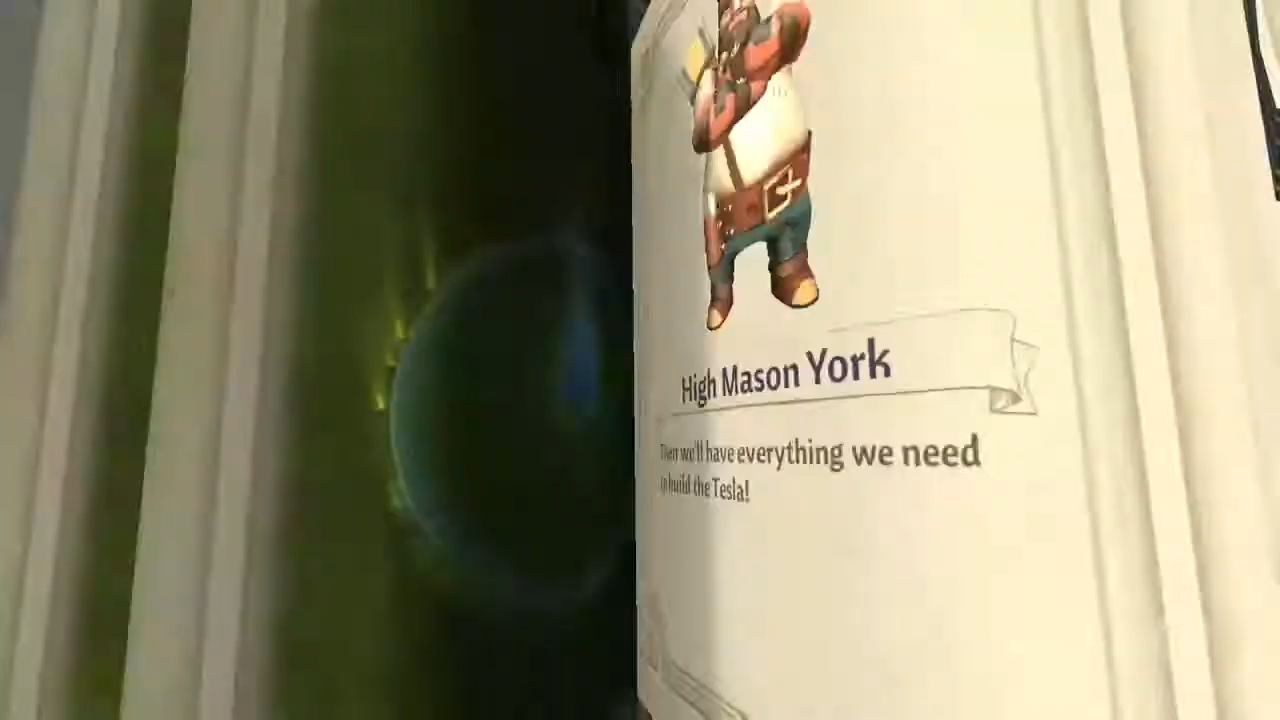 High Mason York
Then we'll have everything we need
to build the Tesla!